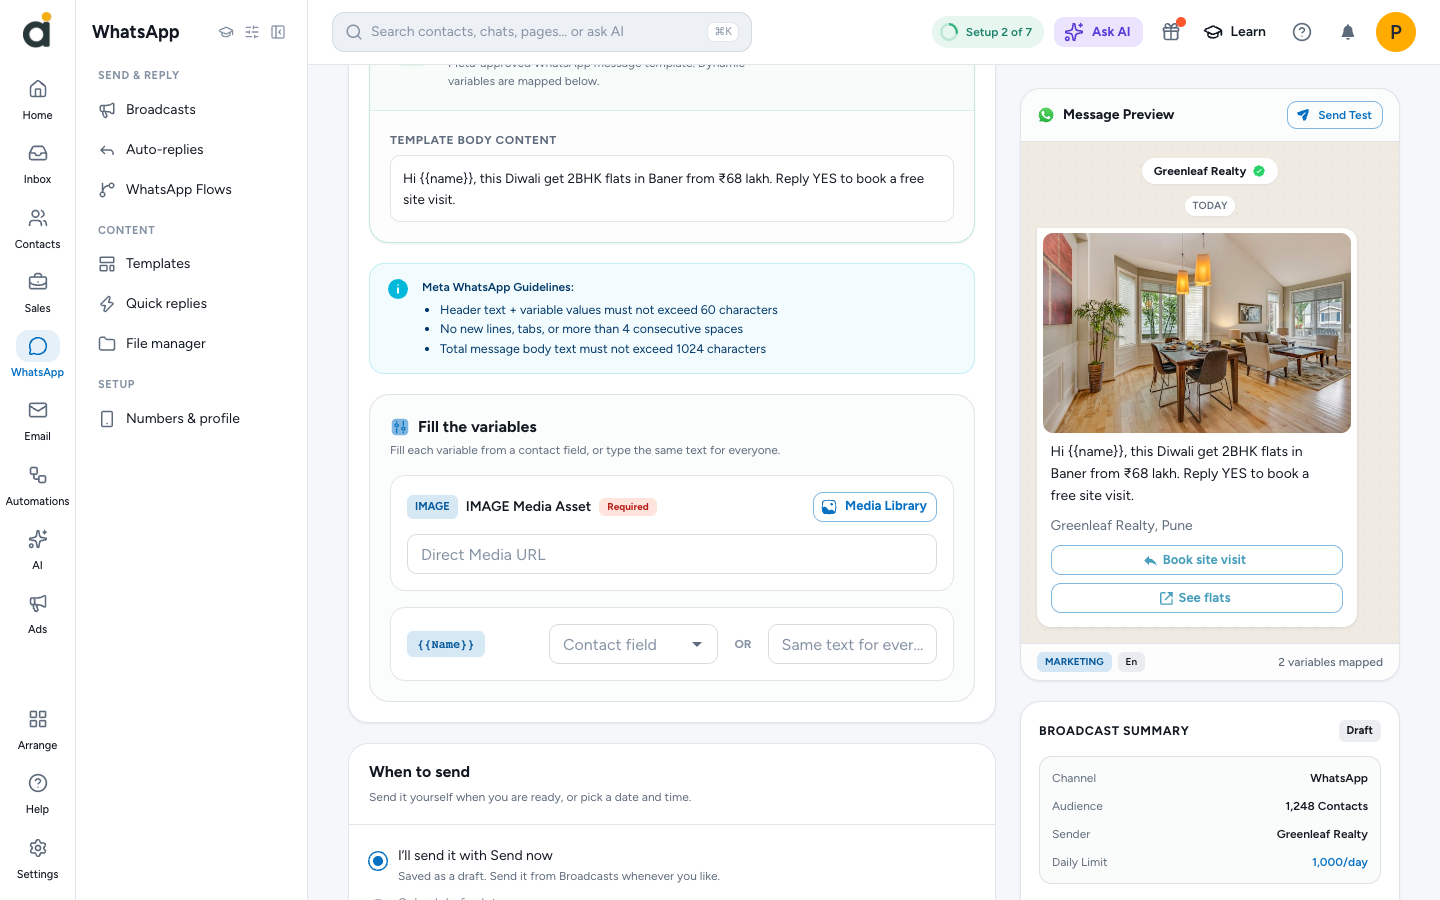 WhatsApp
Search contacts, chats, pages... or ask AI
⌘K
Setup 2 of 7
Ask AI
Learn
P
Home
Inbox
Contacts
Sales
WhatsApp
Email
Automations
AI
Ads
Arrange
Help
Settings
SEND & REPLY
Broadcasts
Auto-replies
WhatsApp Flows
CONTENT
Templates
Quick replies
File manager
SETUP
Numbers & profile
Meta-approved WhatsApp message template. Dynamic
variables are mapped below.
TEMPLATE BODY CONTENT
Hi {{name}}, this Diwali get 2BHK flats in Baner from ₹68 lakh. Reply YES to book a free
site visit.
Meta WhatsApp Guidelines:
• Header text + variable values must not exceed 60 characters
• No new lines, tabs, or more than 4 consecutive spaces
• Total message body text must not exceed 1024 characters
Fill the variables
Fill each variable from a contact field, or type the same text for everyone.
IMAGE IMAGE Media Asset Required
Media Library
Direct Media URL
{{Name}}
Contact field
OR
Same text for ever...
When to send
Send it yourself when you are ready, or pick a date and time.
I'll send it with Send now
Saved as a draft. Send it from Broadcasts whenever you like.
Message Preview
Send Test
Greenleaf Realty
TODAY
Hi {{name}}, this Diwali get 2BHK flats in
Baner from ₹68 lakh. Reply YES to book a
free site visit.
Greenleaf Realty, Pune
Book site visit
See flats
MARKETING En
2 variables mapped
BROADCAST SUMMARY
Draft
Channel WhatsApp
Audience 1,248 Contacts
Sender Greenleaf Realty
Daily Limit 1,000/day